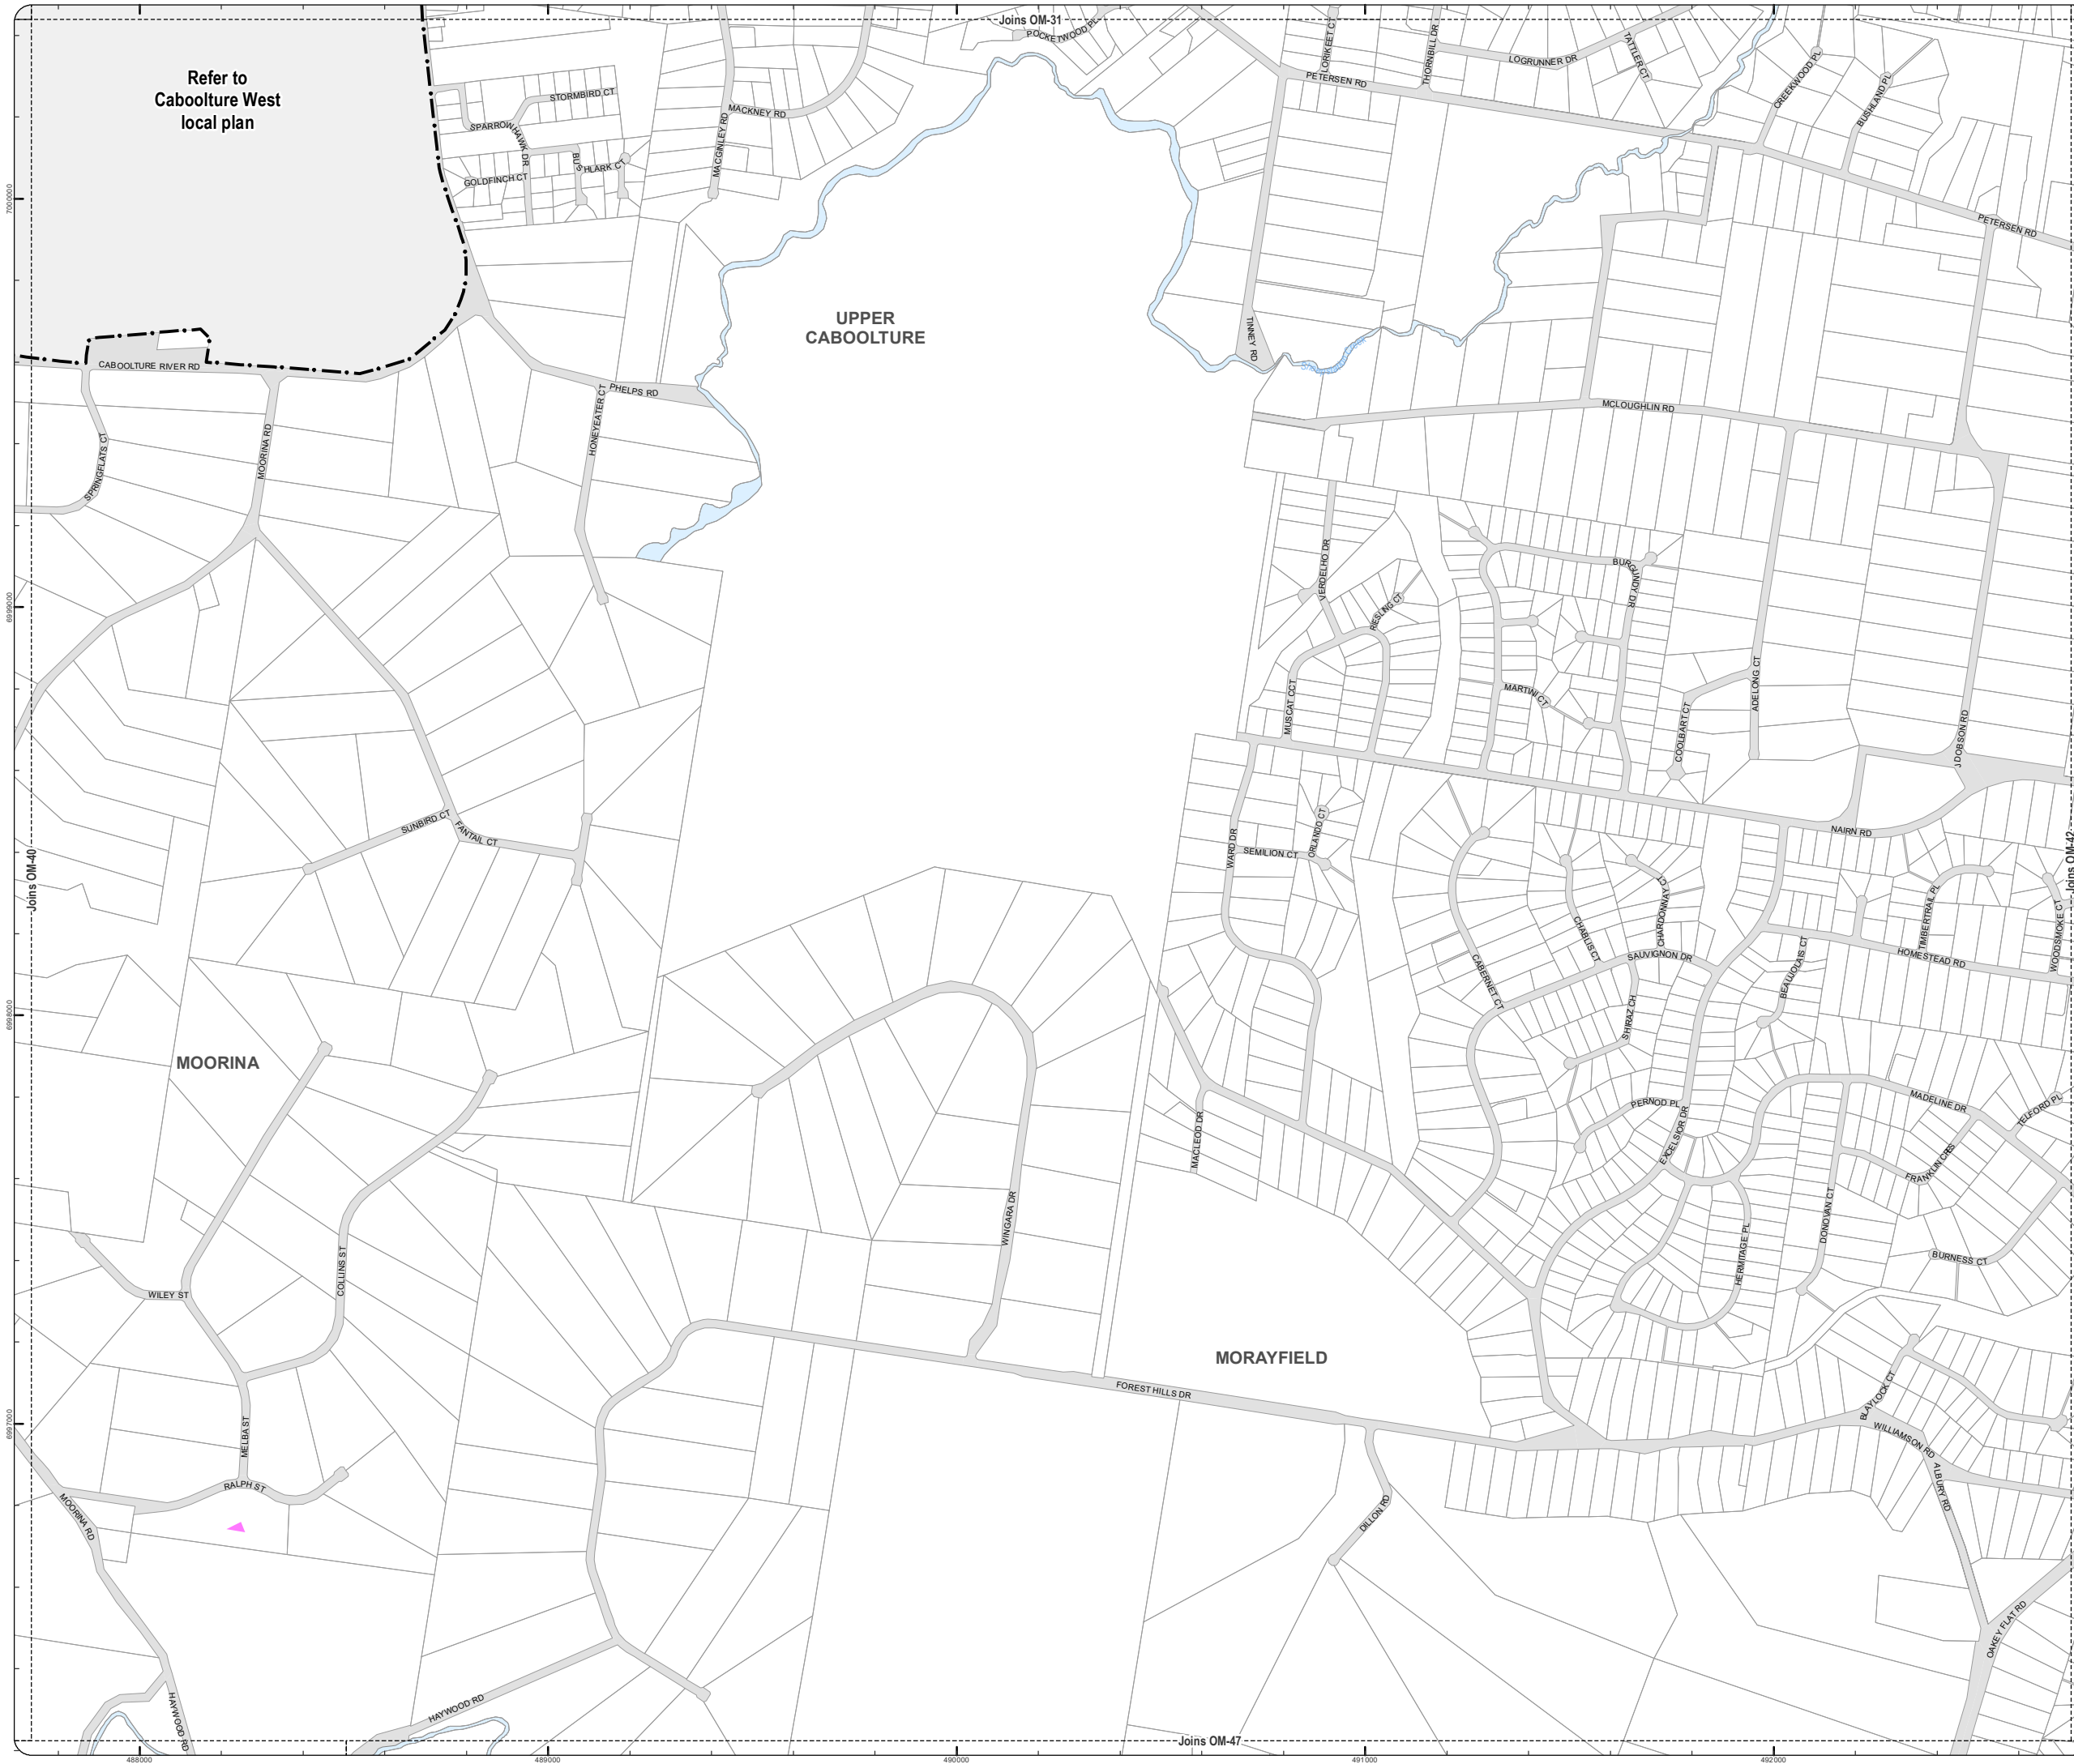 Joins OM-31
POCKETWOOD PL
LORIKEET CT
THORNBILL DR
LOGRUNNER DR
TATTLER CT
CREEKWOOD PL
BUSHLAND PL
Refer to
Caboolture West
local plan
STORMBIRD CT
SPARROWHAWK DR
MACKNEY RD
MACGINLEY RD
BUSHLARK CT
GOLDFINCH CT
PETERSEN RD
PETERSEN RD
7000000
UPPER
CABOOLTURE
TINNEY RD
CABOOLTURE RIVER RD
PHELPS RD
HONEYEATER CT
MCLOUGHLIN RD
SPRINGFLATS CT
MOORINA RD
VERDELHO DR
BURGUNDY DR
RIESLING CT
6999000
MUSCAT CCT
MARTINI CT
COOLBART CT
ADELONG CT
J DOBSON RD
SUNBIRD CT
FANTAIL CT
WARD DR
SEMILION CT
ORLANDO CT
NAIRN RD
Joins OM-40
Joins OM-42
CHABLIS CT
CHARDONNAY CT
SAUVIGNON DR
CABERNET CT
BEAUJOLAIS CT
TIMBERTRAIL PL
HOMESTEAD RD
WOODSMOKE CT
6998000
MOORINA
SHIRAZ CH
PERNOD PL
EXCELSIOR DR
MADELINE DR
TELFORD PL
MACLEOD DR
FRANKLIN CRES
WINGARA DR
HERMITAGE PL
DONOVAN CT
BURNESS CT
COLLINS ST
WILEY ST
MORAYFIELD
FOREST HILLS DR
BLAYLOCK CT
WILLIAMSON RD
6997000
MELBA ST
RALPH ST
MOORINA RD
DILLON RD
ALBURY RD
OAKEY FLAT RD
HAYWOOD RD
HAYWOOD RD
Joins OM-47
488000
489000
490000
491000
492000